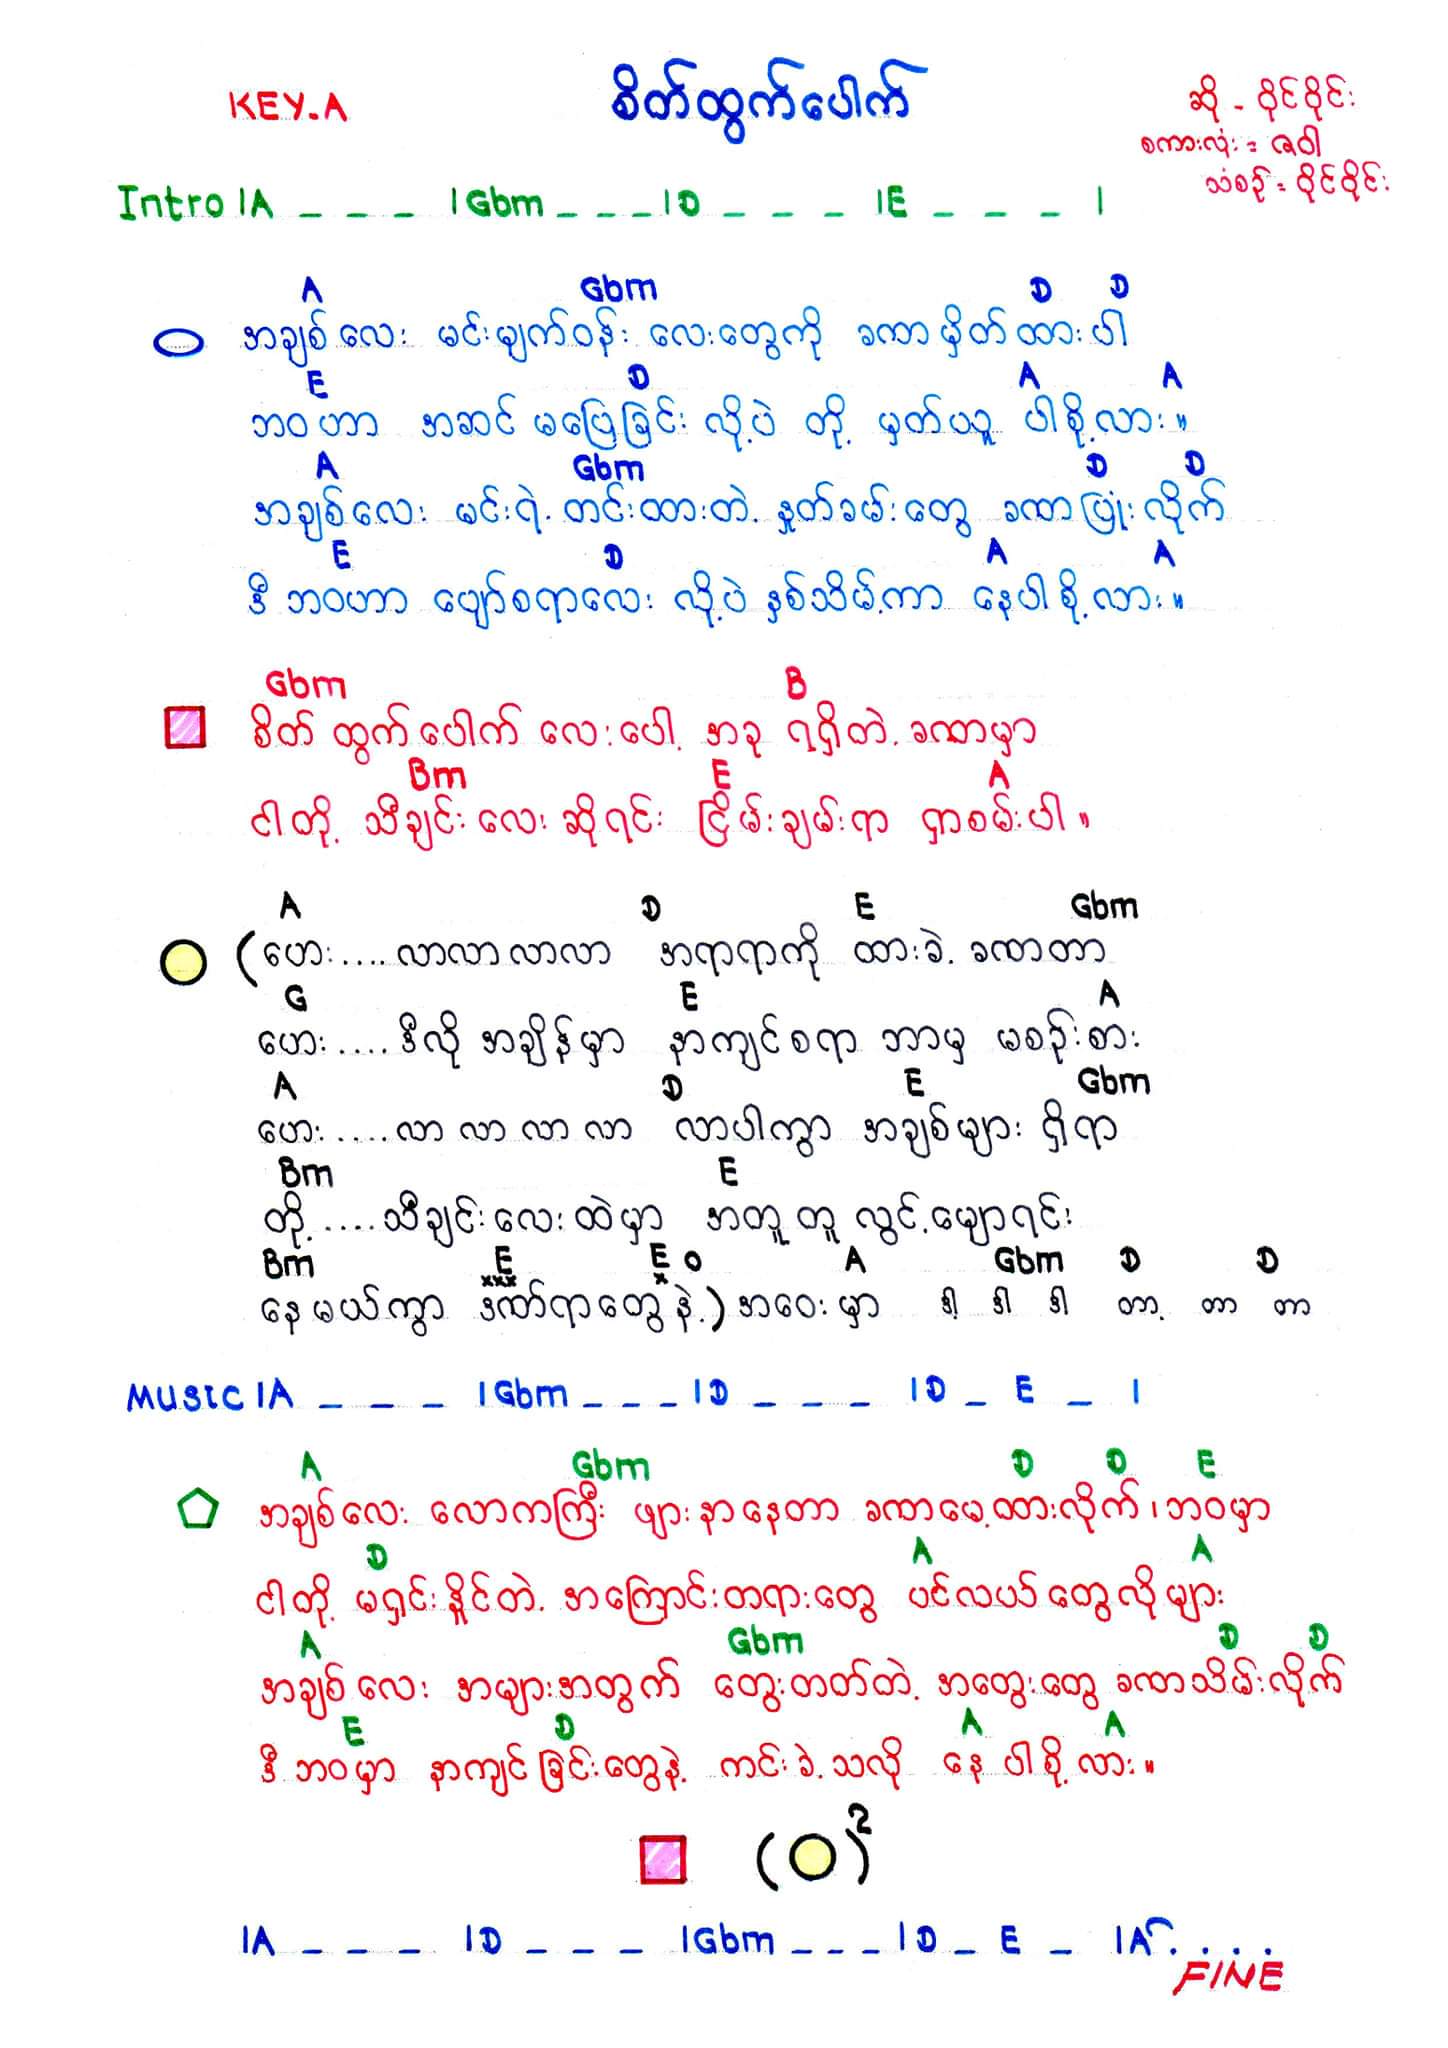 KEY.A
စိတ်ထွက်ပေါက်
ဆို - ဝိုင်ဝိုင်း
စကားလုံး = ဇဝါ
သံစဉ် = ဝိုင်ဝိုင်း
Intro |A _ _ _ |Gbm _ _ _ |D _ _ _ |E _ _ _ |
A Gbm D D
အချစ်လေး မင်းမျက်ဝန်း လေးတွေကို ခဏမှိတ်ထားပါ
E D A A
ဘဝဟာ အဆင်မပြေခြင်း လို့ပဲ တို့ မှတ်ယူ ပါစို့လား။
A Gbm D D
အချစ်လေး မင်းရဲ့ တင်းထားတဲ့ နှုတ်ခမ်းတွေ ခဏပြုံးလိုက်
E D A A
ဒီဘဝဟာ ပျော်စရာလေး လို့ပဲ နှစ်သိမ့်ကာ နေပါစို့လား။
Gbm B
စိတ်ထွက်ပေါက် လေးပေါ့ အခု ရရှိတဲ့ ခဏမှာ
Bm E A
ငါတို့ သီချင်းလေးဆိုရင်း ငြိမ်းချမ်းရာ ရှာစမ်းပါ။
A D E Gbm
(ဟေး....လာလာလာလာ အရာရာကို ထားခဲ့ ခဏတာ
G E A
ဟေး....ဒီလို အချိန်မှာ နာကျင်စရာ ဘာမှ မစဉ်းစား
A D E Gbm
ဟေး.....လာ လာ လာ လာ လာပါကွာ အချစ်များ ရှိရာ
Bm E
တို့....သီချင်းလေးထဲမှာ အတူတူ လွင့်မျောရင်း
Bm E xxx E x o A Gbm D D
နေမယ်ကွာ ဒဏ်ရာတွေနဲ့) အဝေးမှာ ဒါ့ ဒါ ဒါ တာ့ တာ တာ
Music |A _ _ _ |Gbm _ _ _ |D _ _ _ |D _ E _ |
A Gbm D D E
အချစ်လေး လောကကြီး ဖျားနာနေတာ ခဏမေ့ထားလိုက်၊ဘဝမှာ
D A A
ငါတို့ မရှင်းနိုင်တဲ့ အကြောင်းတရားတွေ ပင်လယ်တွေလိုများ
A Gbm D D
အချစ်လေး အများအတွက် တွေးတတ်တဲ့ အတွေးတွေ ခဏသိမ်းလိုက်
E D A A
ဒီဘဝမှာ နာကျင်ခြင်းတွေနဲ့ ကင်းခဲ့သလို နေပါစို့လား။
( )2
|A _ _ _ |D _ _ _ |Gbm _ _ _ |D _ E _ |A . . . .
FINE